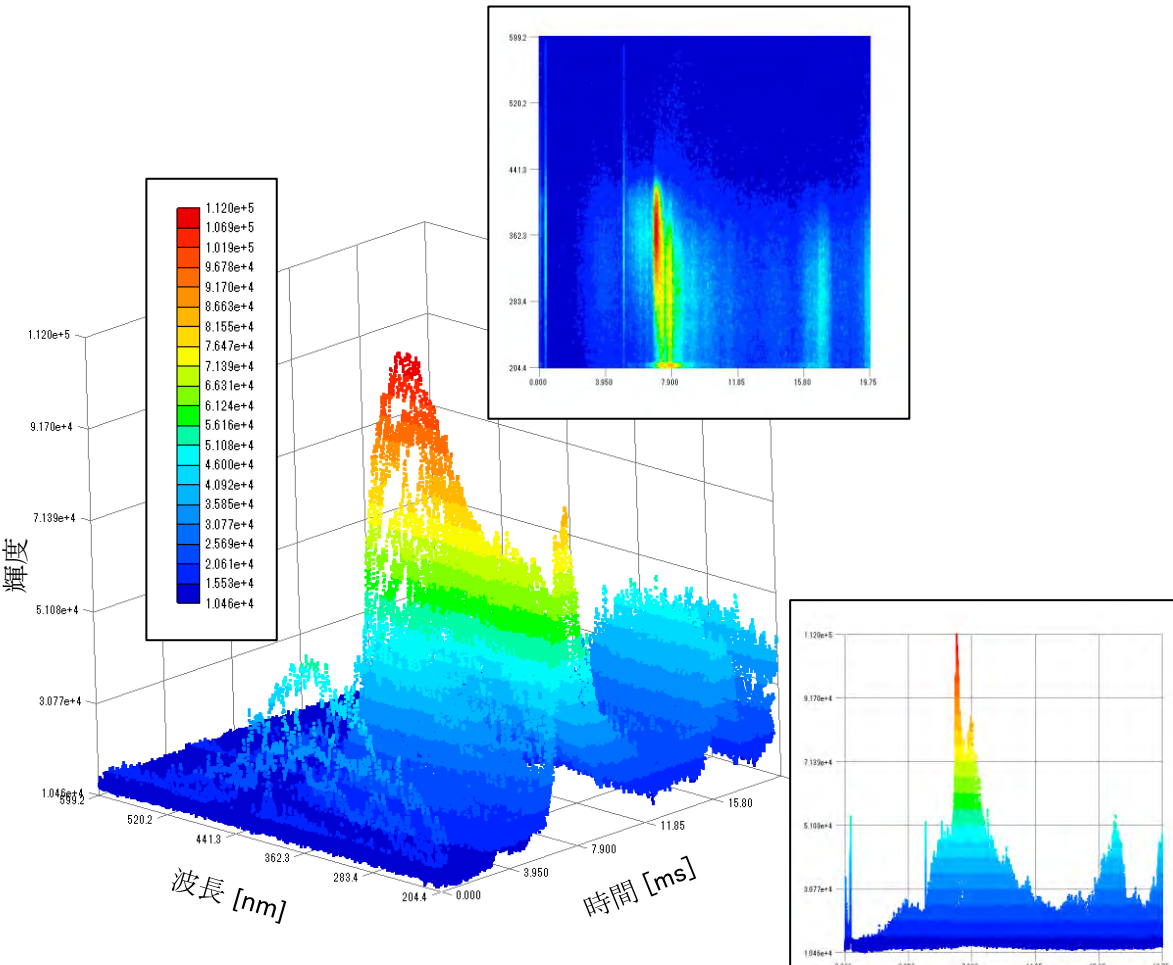 599.2
520.2
441.3
362.3
283.4
204.4
0.000
3.950
7.900
11.85
15.80
19.75
1.120e+5
1.069e+5
1.019e+5
9.678e+4
9.170e+4
8.663e+4
8.155e+4
7.647e+4
7.139e+4
6.631e+4
6.124e+4
5.616e+4
5.108e+4
4.600e+4
4.092e+4
3.585e+4
3.077e+4
2.569e+4
2.061e+4
1.553e+4
1.046e+4
1.120e+5
9.170e+4
7.139e+4
5.108e+4
3.077e+4
1.046e+4
輝度
599.2
520.2
441.3
362.3
283.4
204.4
波長 [nm]
0.000
3.950
7.900
11.85
15.80
時間 [ms]
1.120e+5
9.170e+4
7.139e+4
5.108e+4
3.077e+4
1.046e+4